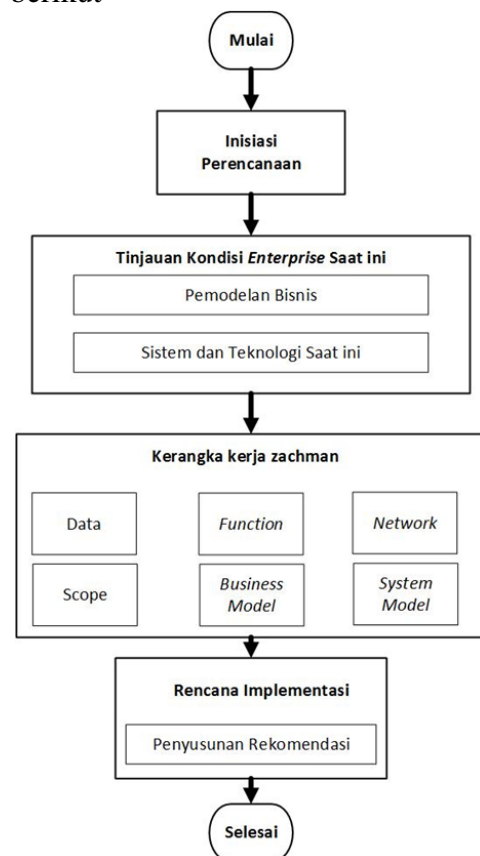 berikut
Mulai
Inisiasi
Perencanaan
Tinjauan Kondisi Enterprise Saat ini
Pemodelan Bisnis
Sistem dan Teknologi Saat ini
Kerangka kerja zachman
Data
Function
Network
Scope
Business
Model
System
Model
Rencana Implementasi
Penyusunan Rekomendasi
Selesai